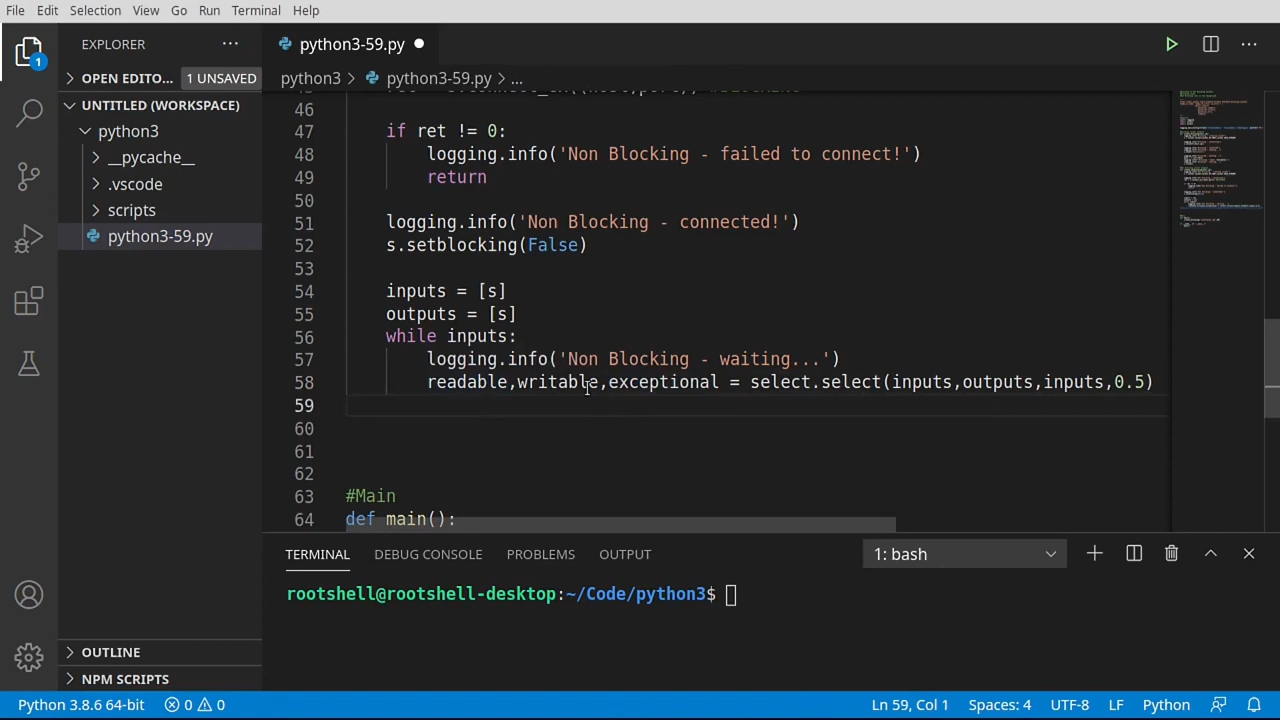 File Edit Selection View Go Run Terminal Help
EXPLORER
python3-59.py
OPEN EDITO... 1 UNSAVED
python3 > python3-59.py > ...
UNTITLED (WORKSPACE)
python3
__pycache__
.vscode
scripts
python3-59.py
46
47 if ret != 0:
48 logging.info('Non Blocking - failed to connect!')
49 return
50
51 logging.info('Non Blocking - connected!')
52 s.setblocking(False)
53
54 inputs = [s]
55 outputs = [s]
56 while inputs:
57 logging.info('Non Blocking - waiting...')
58 readable,writable,exceptional = select.select(inputs,outputs,inputs,0.5)
59
60
61
62
63 #Main
64 def main():
TERMINAL DEBUG CONSOLE PROBLEMS OUTPUT 1: bash
rootshell@rootshell-desktop:~/Code/python3$
OUTLINE
NPM SCRIPTS
1
Python 3.8.6 64-bit 0 0 Ln 59, Col 1 Spaces: 4 UTF-8 LF Python